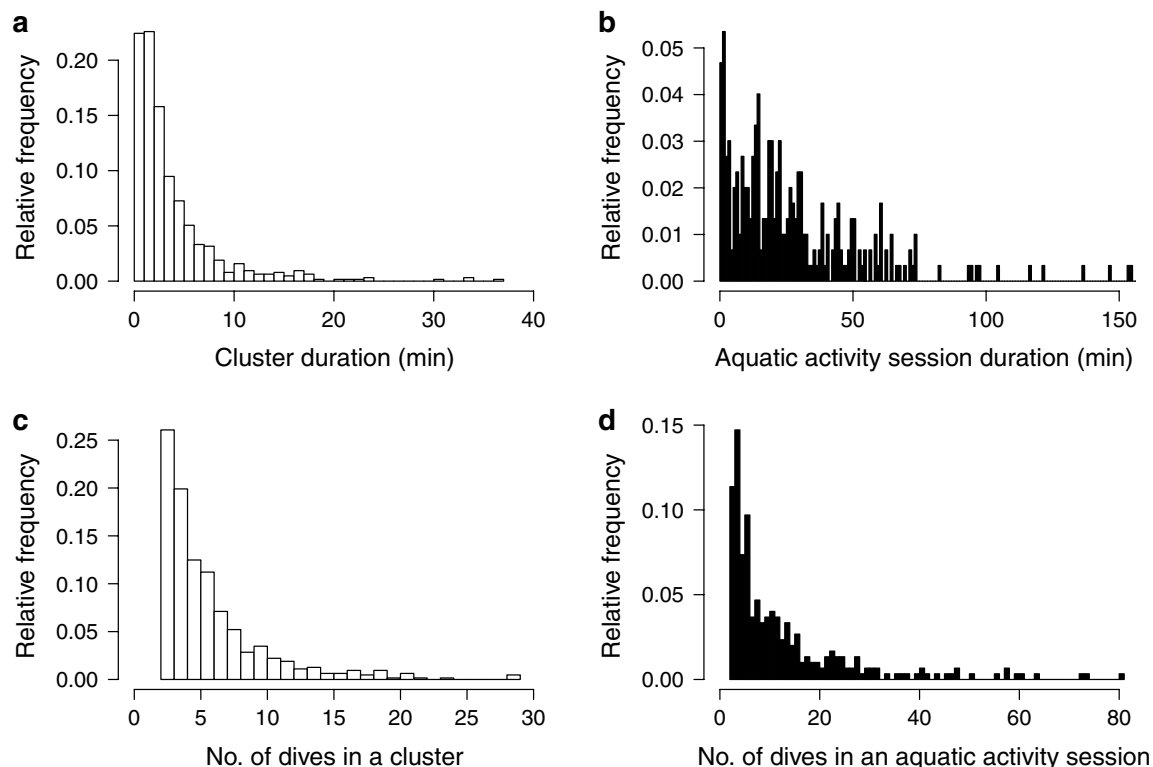 a
Relative frequency
0.20
0.15
0.10
0.05
0.00
0 10 20 30 40
Cluster duration (min)
b
Relative frequency
0.05
0.04
0.03
0.02
0.01
0.00
0 50 100 150
Aquatic activity session duration (min)
c
Relative frequency
0.25
0.20
0.15
0.10
0.05
0.00
0 5 10 15 20 25 30
No. of dives in a cluster
d
Relative frequency
0.15
0.10
0.05
0.00
0 20 40 60 80
No. of dives in an aquatic activity session